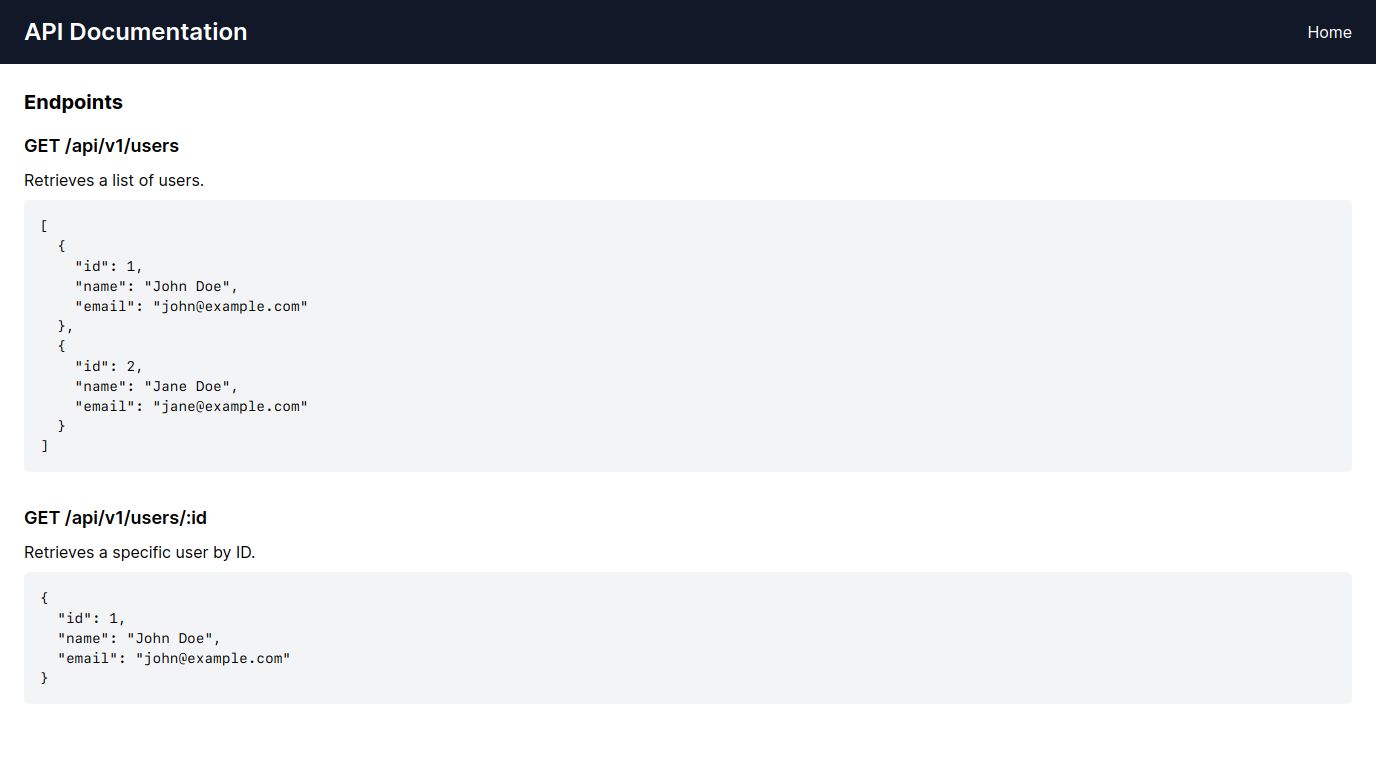 API Documentation
Home
Endpoints
GET /api/v1/users
Retrieves a list of users.
[
  {
    "id": 1,
    "name": "John Doe",
    "email": "john@example.com"
  },
  {
    "id": 2,
    "name": "Jane Doe",
    "email": "jane@example.com"
  }
]
GET /api/v1/users/:id
Retrieves a specific user by ID.
{
  "id": 1,
  "name": "John Doe",
  "email": "john@example.com"
}